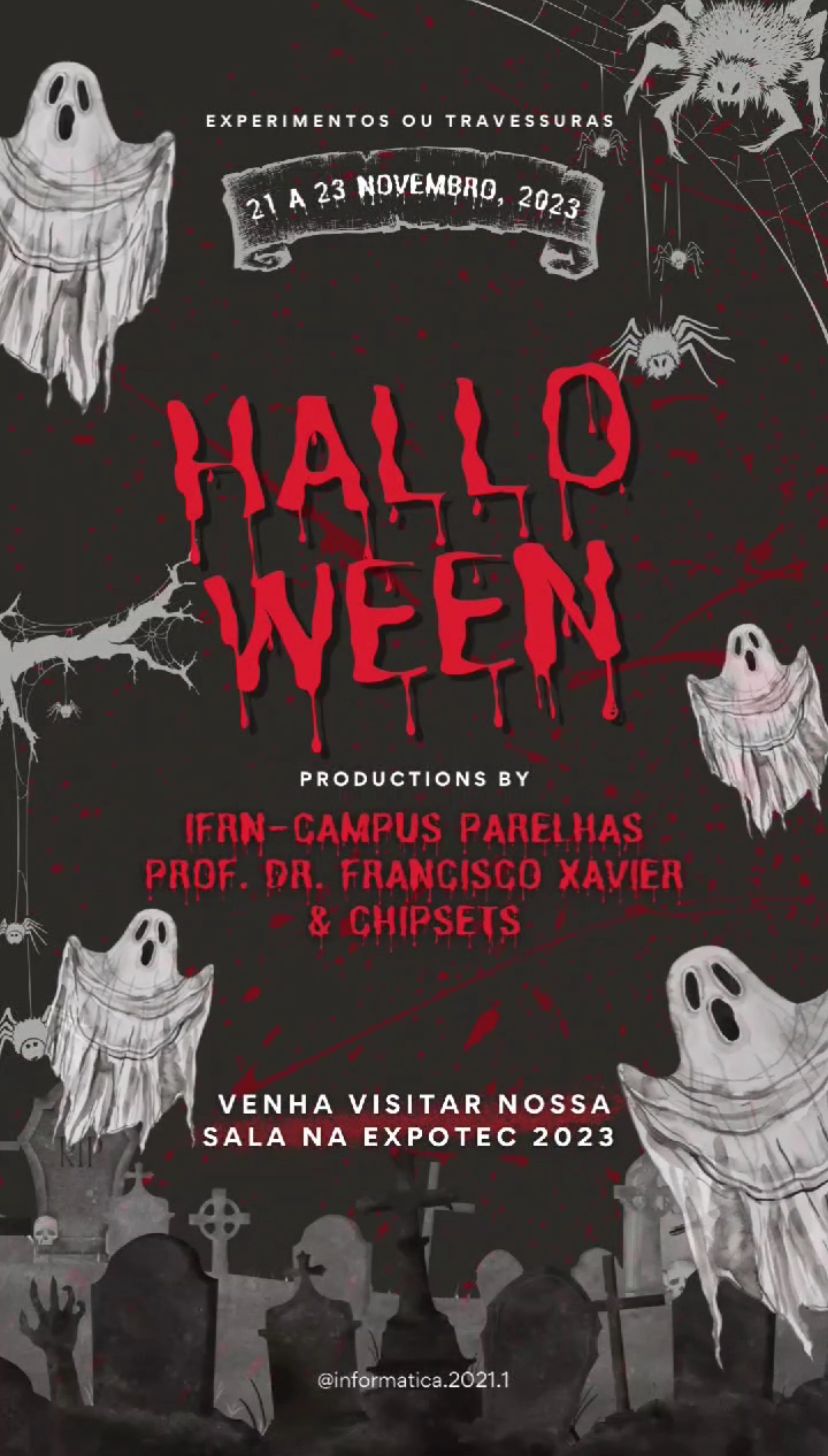 EXPERIMENTOS OU TRAVESSURAS
21 A 23 NOVEMBRO, 2023
HALLO
WEEN
PRODUCTIONS BY
IFRN-CAMPUS PARELHAS
PROF. DR. FRANCISCO XAVIER
& CHIPSETS
VENHA VISITAR NOSSA
SALA NA EXPOTEC 2023
RIP
@informatica.2021.1